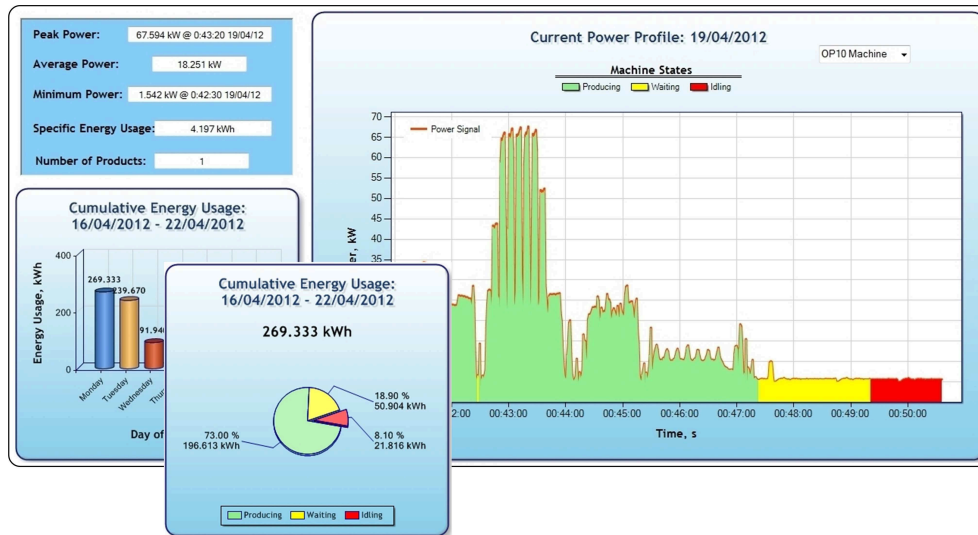 Peak Power: 67.594 kW @ 0:43:20 19/04/12
Average Power: 18.251 kW
Minimum Power: 1.542 kW @ 0:42:30 19/04/12
Specific Energy Usage: 4.197 kWh
Number of Products: 1
Current Power Profile: 19/04/2012
OP10 Machine
Machine States
Producing Waiting Idling
Power Signal
70
65
60
55
50
45
40
35
kW
00:43:00 00:44:00 00:45:00 00:46:00 00:47:00 00:48:00 00:49:00 00:50:00
Time, s
Cumulative Energy Usage:
16/04/2012 - 22/04/2012
Energy Usage, kWh
400
200
0
269.333
239.670
Monday
Tuesday
Wednesday
Day of
Cumulative Energy Usage:
16/04/2012 - 22/04/2012
269.333 kWh
18.90 %
50.904 kWh
73.00 %
196.613 kWh
8.10 %
21.816 kWh
Producing Waiting Idling